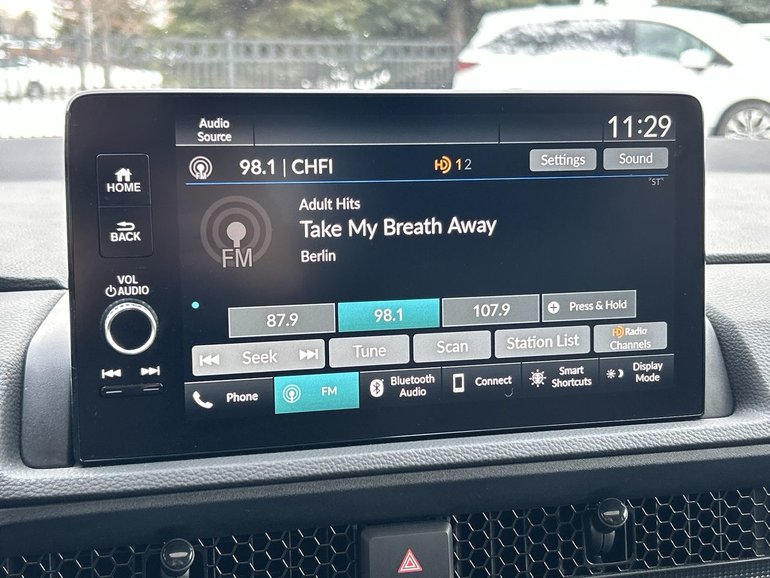 Audio
Source
11:29
98.1 | CHFI
HD 1 2
Settings
Sound
"ST"
HOME
BACK
VOL
AUDIO
Adult Hits
Take My Breath Away
Berlin
FM
87.9
98.1
107.9
Press & Hold
Seek
Tune
Scan
Station List
HD Radio
Channels
Phone
FM
Bluetooth
Audio
Connect
Smart
Shortcuts
Display
Mode